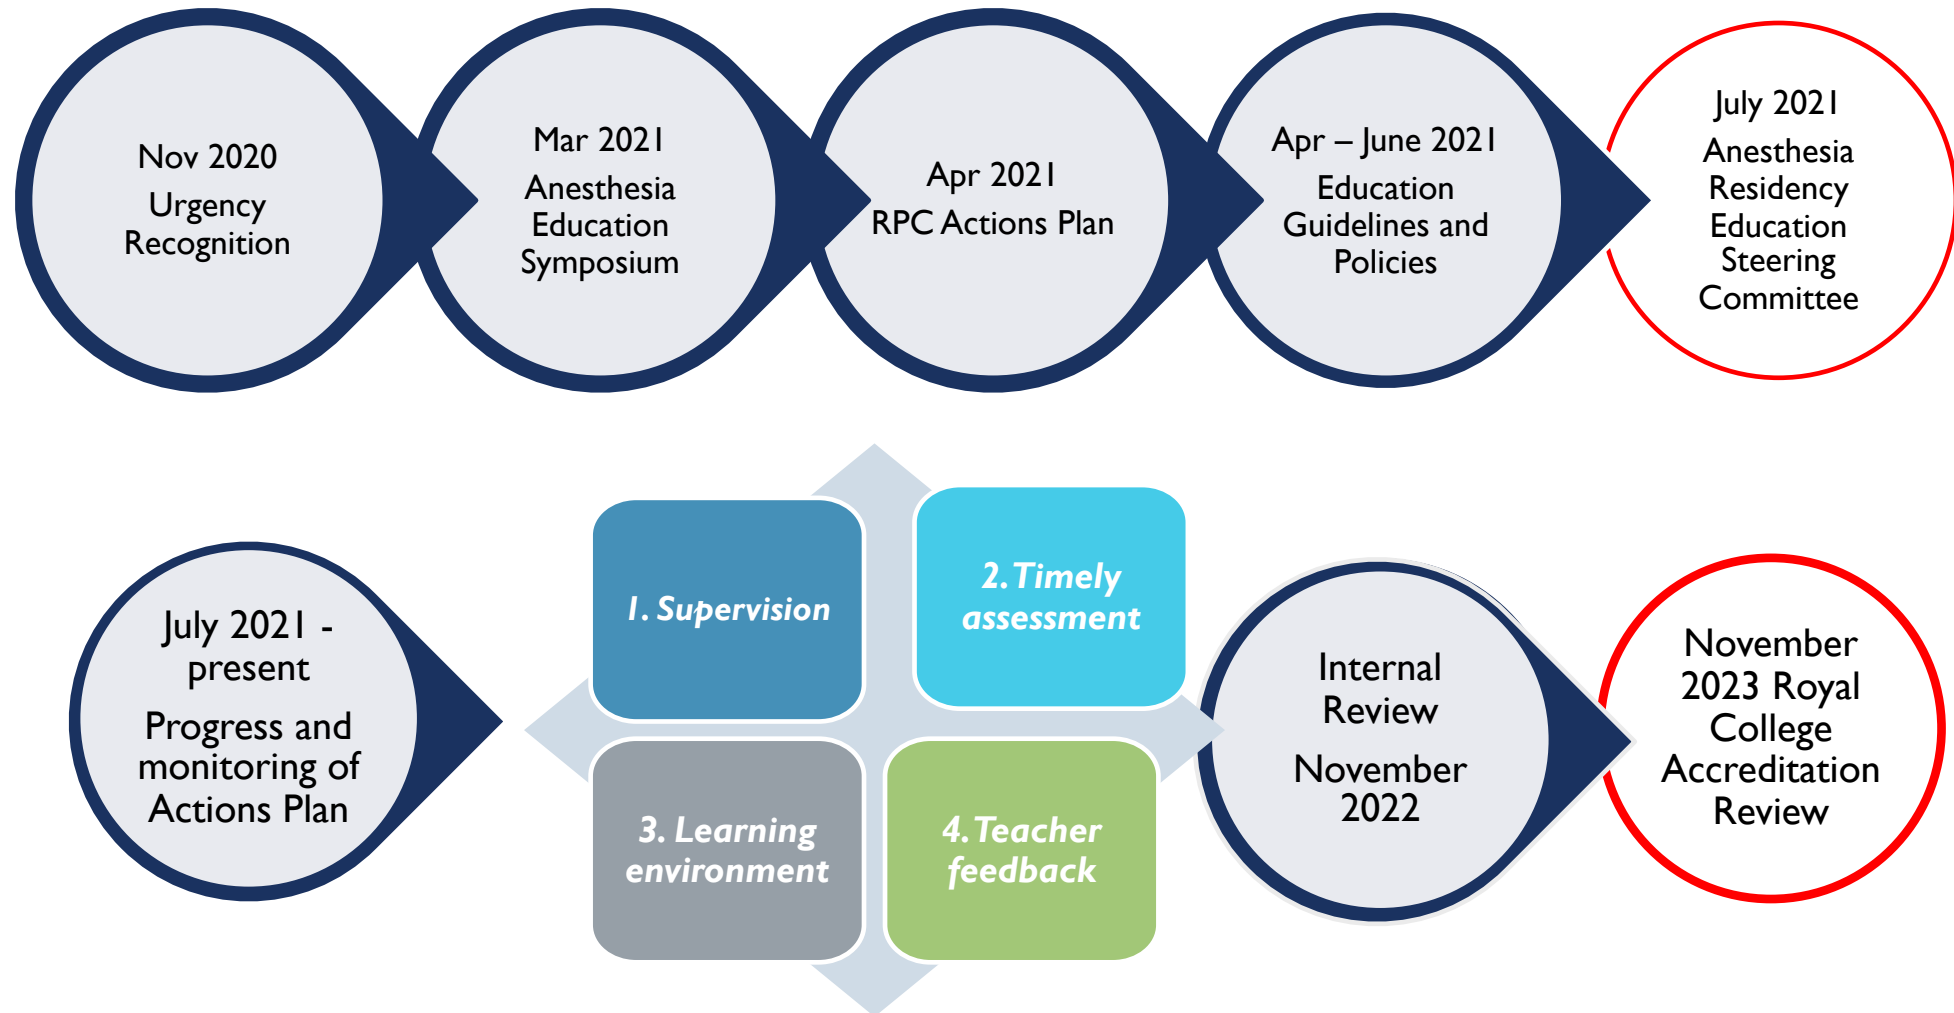 Nov 2020
Urgency
Recognition
Mar 2021
Anesthesia
Education
Symposium
Apr 2021
RPC Actions Plan
Apr – June 2021
Education
Guidelines and
Policies
July 2021
Anesthesia
Residency
Education
Steering
Committee
July 2021 -
present
Progress and
monitoring of
Actions Plan
1. Supervision
2. Timely
assessment
3. Learning
environment
4. Teacher
feedback
Internal
Review
November
2022
November
2023 Royal
College
Accreditation
Review